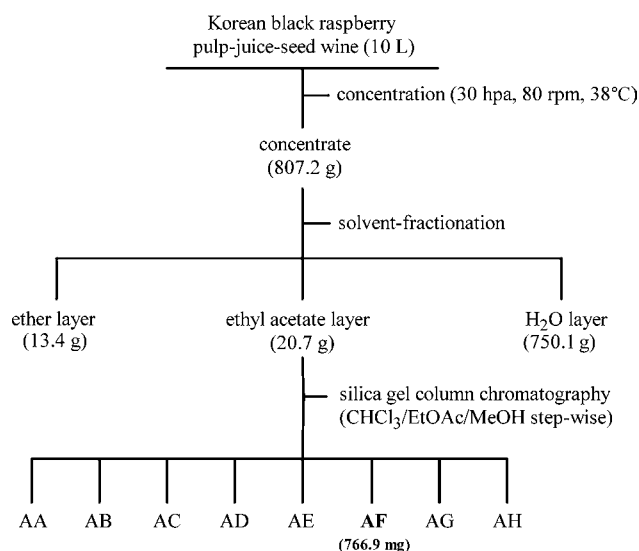 Korean black raspberry
pulp-juice-seed wine (10 L)
concentration (30 hpa, 80 rpm, 38°C)
concentrate
(807.2 g)
solvent-fractionation
ether layer
(13.4 g)
ethyl acetate layer
(20.7 g)
H₂O layer
(750.1 g)
silica gel column chromatography
(CHCl₃/EtOAc/MeOH step-wise)
AA AB AC AD AE AF AG AH
(766.9 mg)